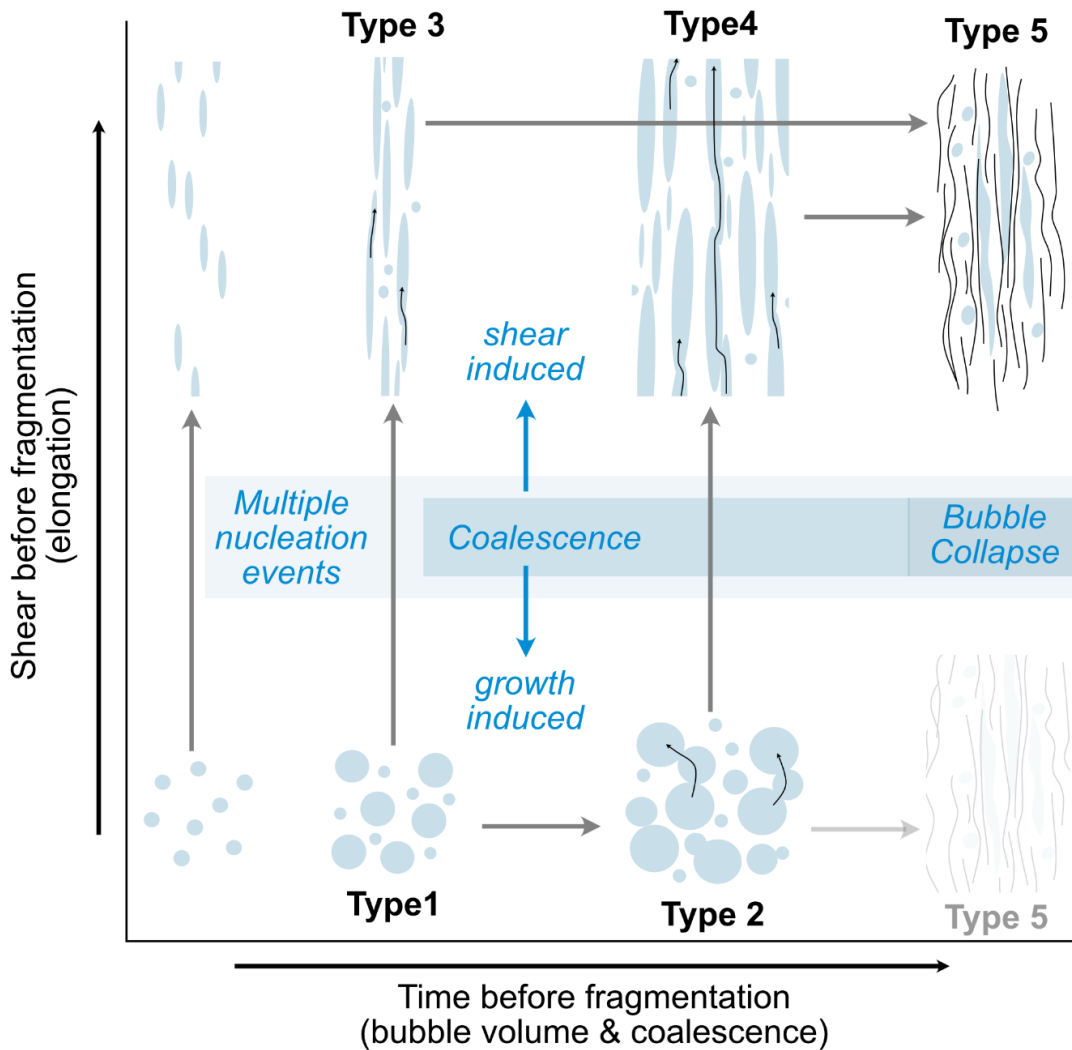 Type 3
Type4
Type 5
Shear before fragmentation
(elongation)
shear
induced
Multiple
nucleation
events
Coalescence
Bubble
Collapse
growth
induced
Type1
Type 2
Type 5
Time before fragmentation
(bubble volume & coalescence)